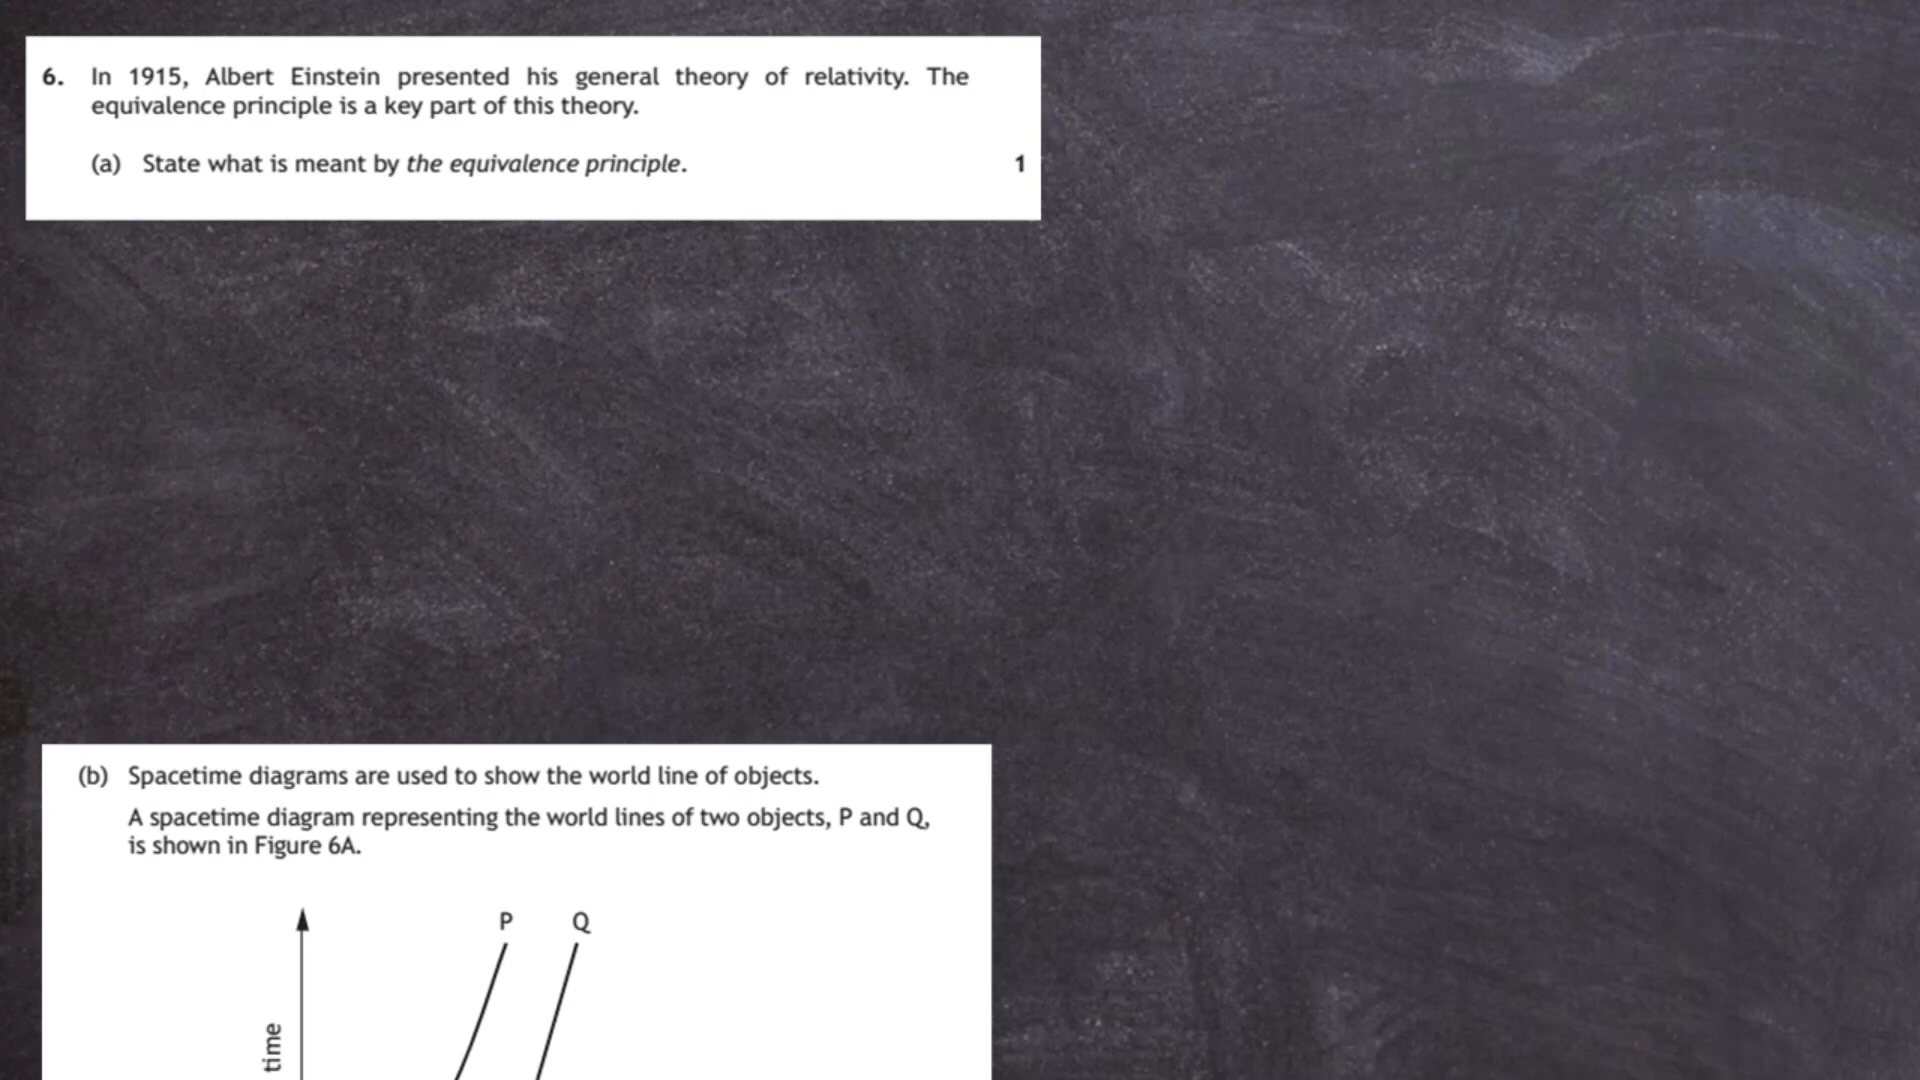 6. In 1915, Albert Einstein presented his general theory of relativity. The
equivalence principle is a key part of this theory.
(a) State what is meant by the equivalence principle. 1
(b) Spacetime diagrams are used to show the world line of objects.
A spacetime diagram representing the world lines of two objects, P and Q,
is shown in Figure 6A.
P Q
time